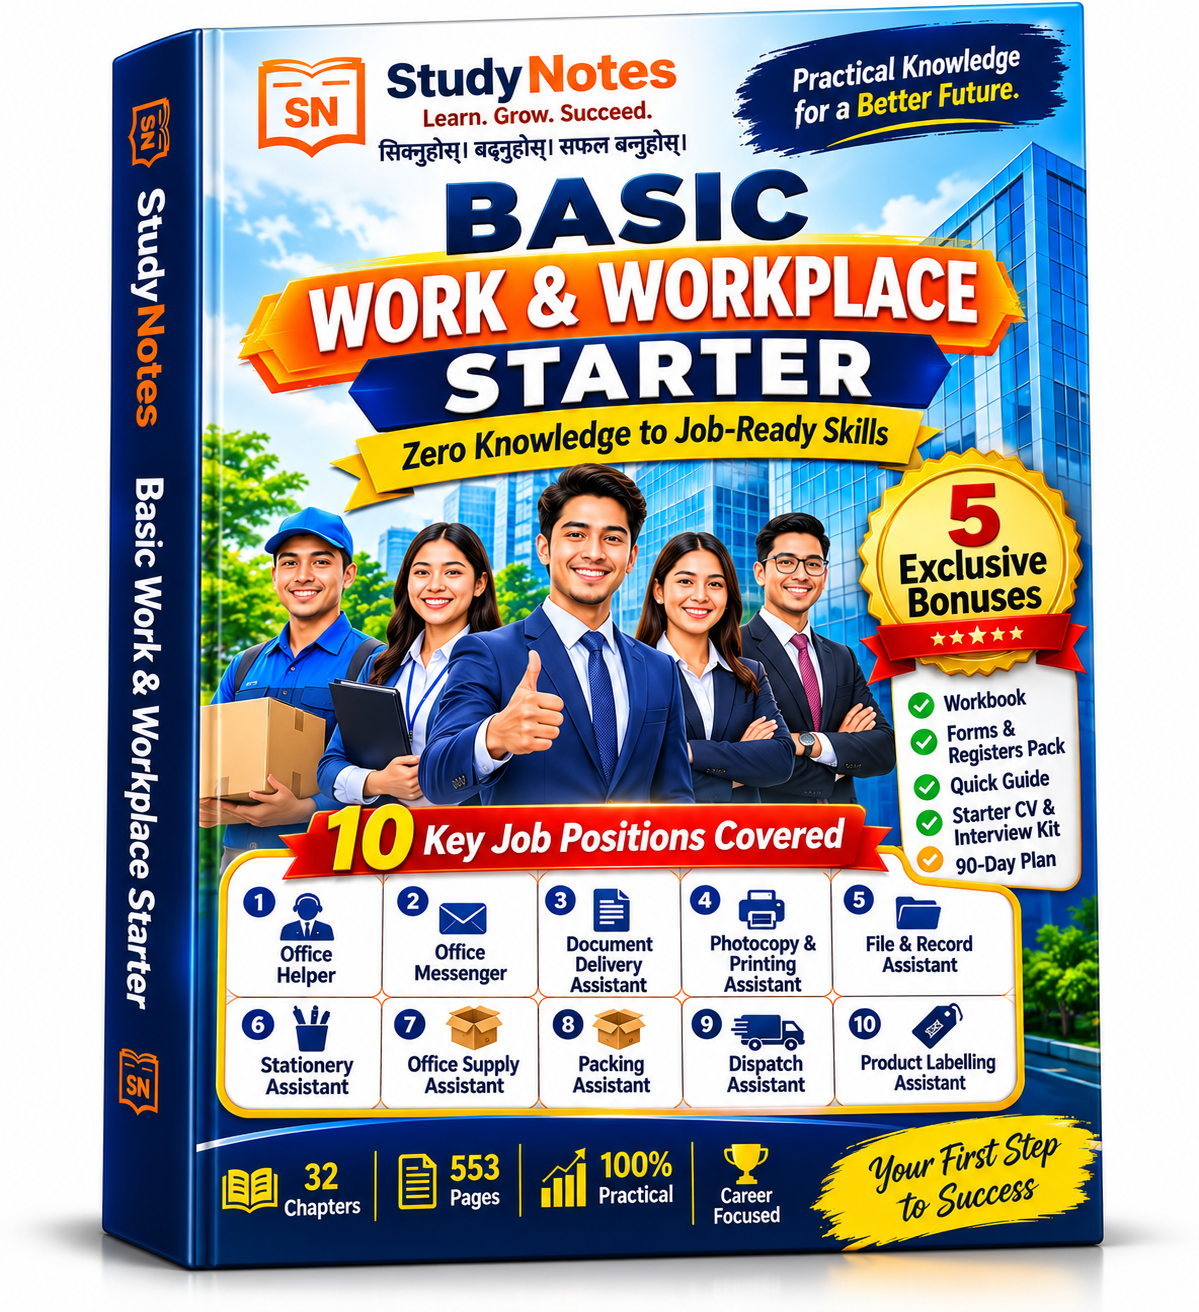 SN
StudyNotes
Learn. Grow. Succeed.
सिक्नुहोस्। बढ्नुहोस्। सफल बन्नुहोस्।
Practical Knowledge
for a Better Future.
BASIC
WORK & WORKPLACE
STARTER
Zero Knowledge to Job-Ready Skills
5
Exclusive
Bonuses
Workbook
Forms &
Registers Pack
Quick Guide
Starter CV &
Interview Kit
90-Day Plan
10 Key Job Positions Covered
1
Office
Helper
2
Office
Messenger
3
Document
Delivery
Assistant
4
Photocopy &
Printing
Assistant
5
File & Record
Assistant
6
Stationery
Assistant
7
Office Supply
Assistant
8
Packing
Assistant
9
Dispatch
Assistant
10
Product Labelling
Assistant
32
Chapters
553
Pages
100%
Practical
Career
Focused
Your First Step
to Success
SN
StudyNotes
Basic Work & Workplace Starter
SN